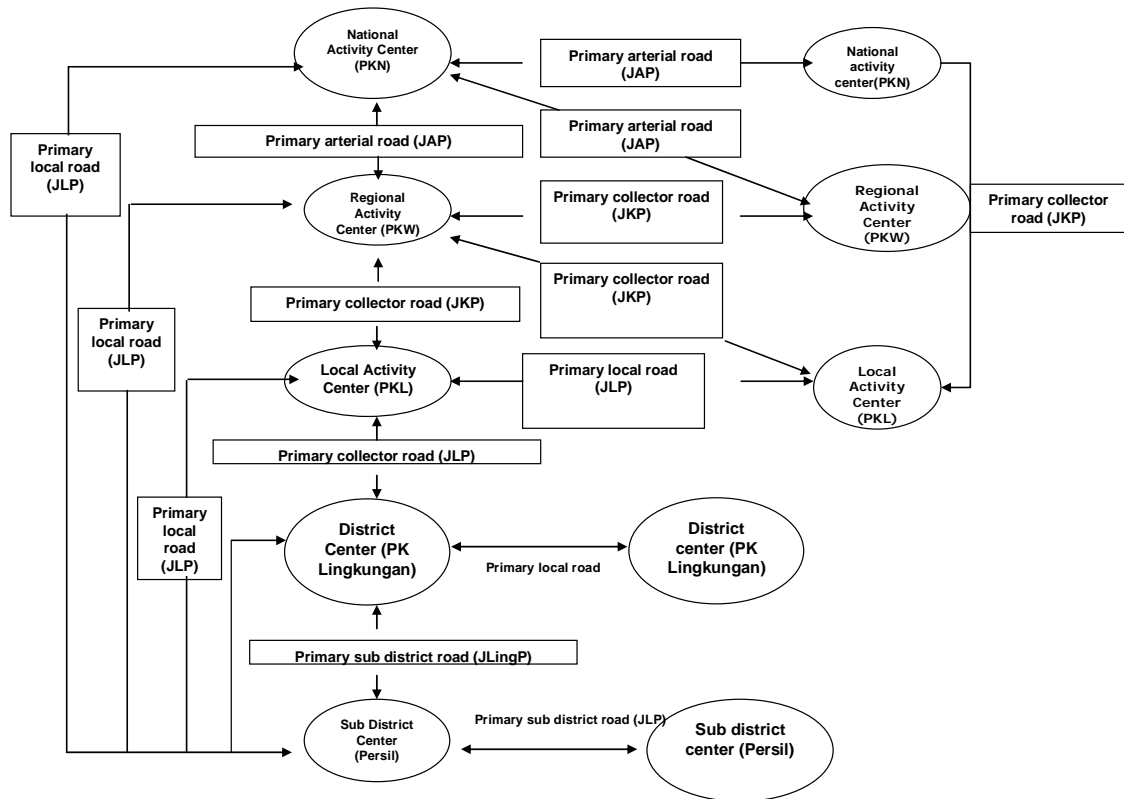 National
Activity Center
(PKN)
Primary arterial road
(JAP)
National
activity
center(PKN)
Primary
local road
(JLP)
Primary arterial road (JAP)
Primary arterial road
(JAP)
Regional
Activity
Center (PKW)
Primary collector road
(JKP)
Regional
Activity
Center
(PKW)
Primary collector
road (JKP)
Primary
local road
(JLP)
Primary collector road (JKP)
Primary collector road
(JKP)
Local Activity
Center (PKL)
Primary local road
(JLP)
Local
Activity
Center
(PKL)
Primary collector road (JLP)
Primary
local
road
(JLP)
District
Center (PK
Lingkungan)
Primary local road
District
center (PK
Lingkungan)
Primary sub district road (JLingP)
Sub District
Center
(Persil)
Primary sub district road (JLP)
Sub district
center (Persil)